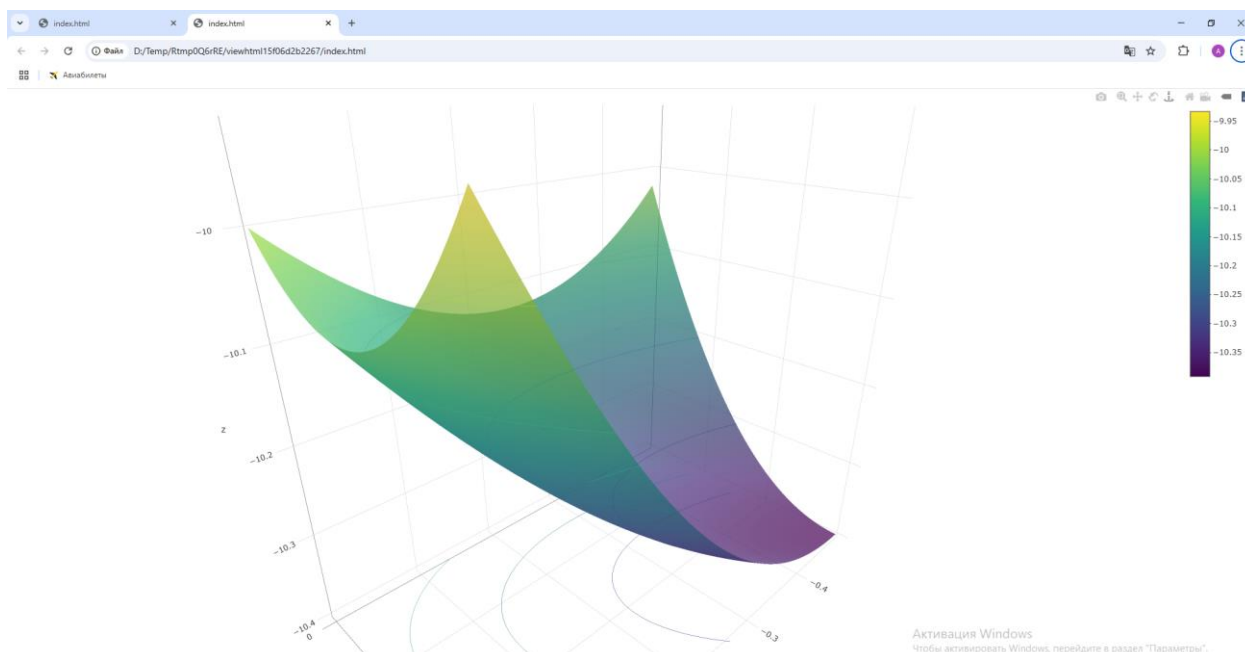 index.html
index.html
Файл
D:/Temp/Rtmp0Q6rRE/viewhtml15f06d2b2267/index.html
A
Авиабилеты
−9.95
−10
−10.05
−10.1
−10.15
−10.2
−10.25
−10.3
−10.35
−10
−10.1
z
−10.2
−10.3
−10.4
0
−0.4
−0.3
Активация Windows
Чтобы активировать Windows, перейдите в раздел "Параметры".